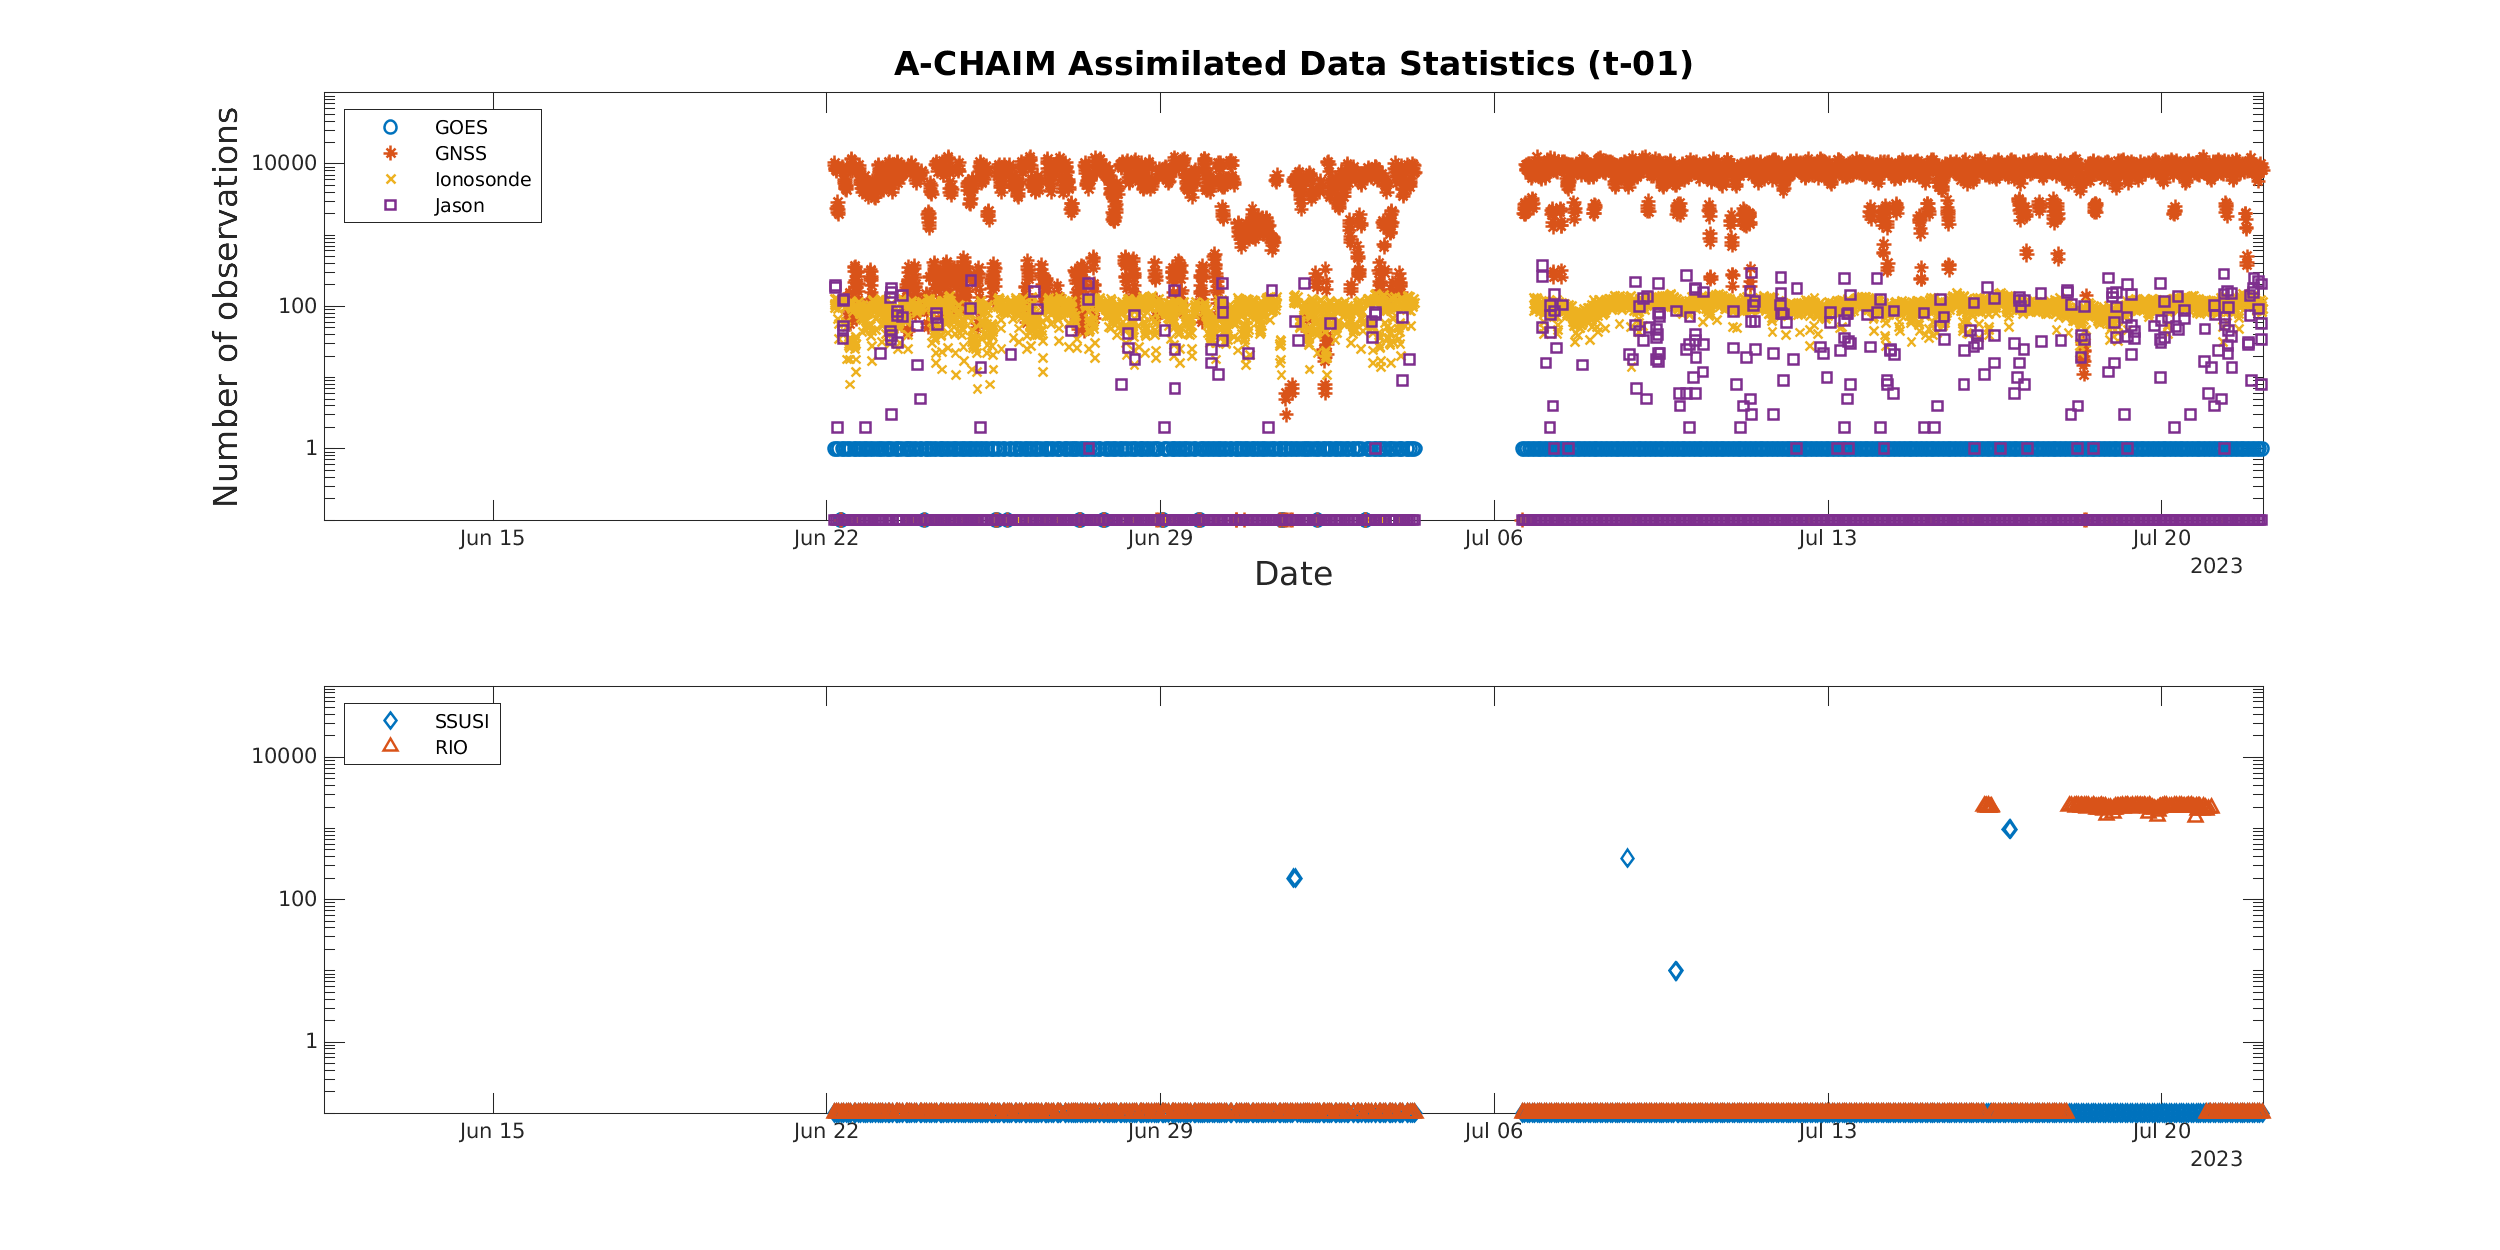 A-CHAIM Assimilated Data Statistics (t-01)
Number of observations
10000
100
1
GOES
GNSS
Ionosonde
Jason
Jun 15 Jun 22 Jun 29 Jul 06 Jul 13 Jul 20
2023
Date
10000
100
1
SSUSI
RIO
Jun 15 Jun 22 Jun 29 Jul 06 Jul 13 Jul 20
2023